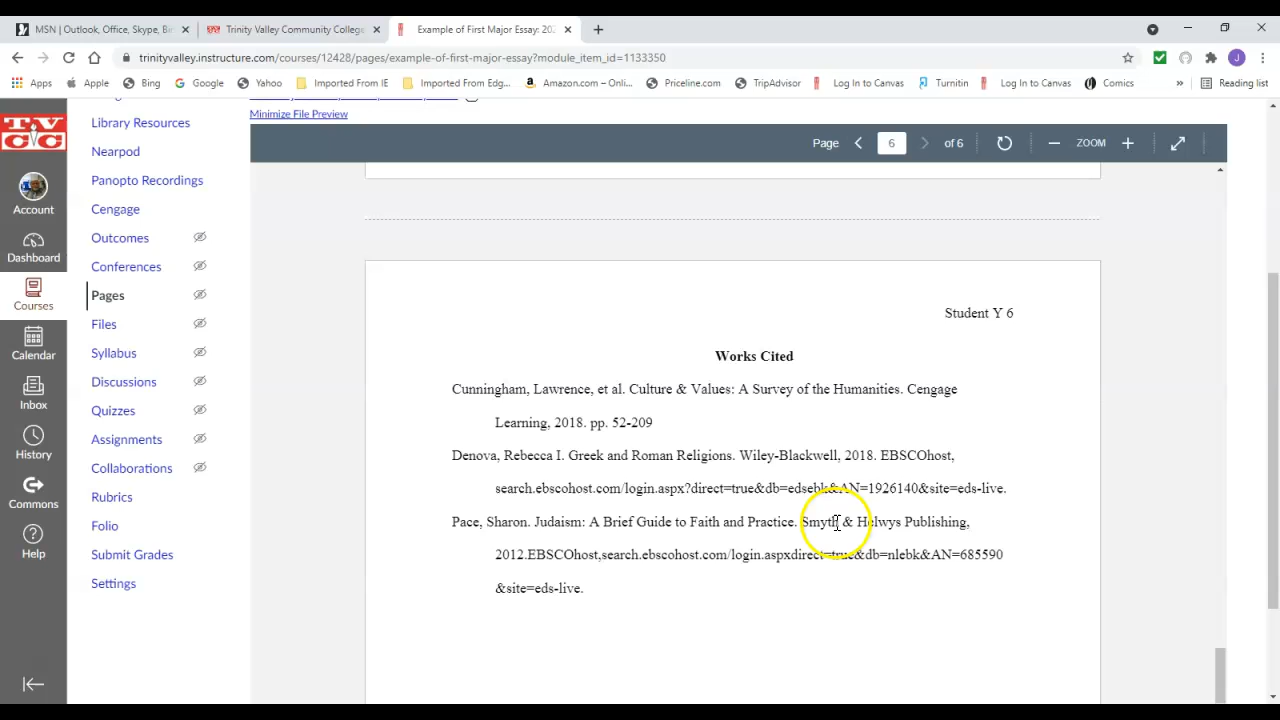 MSN | Outlook, Office, Skype, Bin
Trinity Valley Community College
Example of First Major Essay: 202
trinityvalley.instructure.com/courses/12428/pages/example-of-first-major-essay?module_item_id=1133350
J
Apps
Apple
Bing
Google
Yahoo
Imported From IE
Imported From Edg...
Amazon.com – Onli...
Priceline.com
TripAdvisor
Log In to Canvas
Turnitin
Log In to Canvas
Comics
»
Reading list
TVCC
Account
Dashboard
Courses
Calendar
Inbox
History
Commons
Help
Library Resources
Nearpod
Panopto Recordings
Cengage
Outcomes
Conferences
Pages
Files
Syllabus
Discussions
Quizzes
Assignments
Collaborations
Rubrics
Folio
Submit Grades
Settings
Minimize File Preview
Page 6 of 6 ZOOM
Student Y 6
Works Cited
Cunningham, Lawrence, et al. Culture & Values: A Survey of the Humanities. Cengage
Learning, 2018. pp. 52-209
Denova, Rebecca I. Greek and Roman Religions. Wiley-Blackwell, 2018. EBSCOhost,
search.ebscohost.com/login.aspx?direct=true&db=edsebk&AN=1926140&site=eds-live.
Pace, Sharon. Judaism: A Brief Guide to Faith and Practice. Smyth & Helwys Publishing,
2012.EBSCOhost,search.ebscohost.com/login.aspxdirect=true&db=nlebk&AN=685590
&site=eds-live.